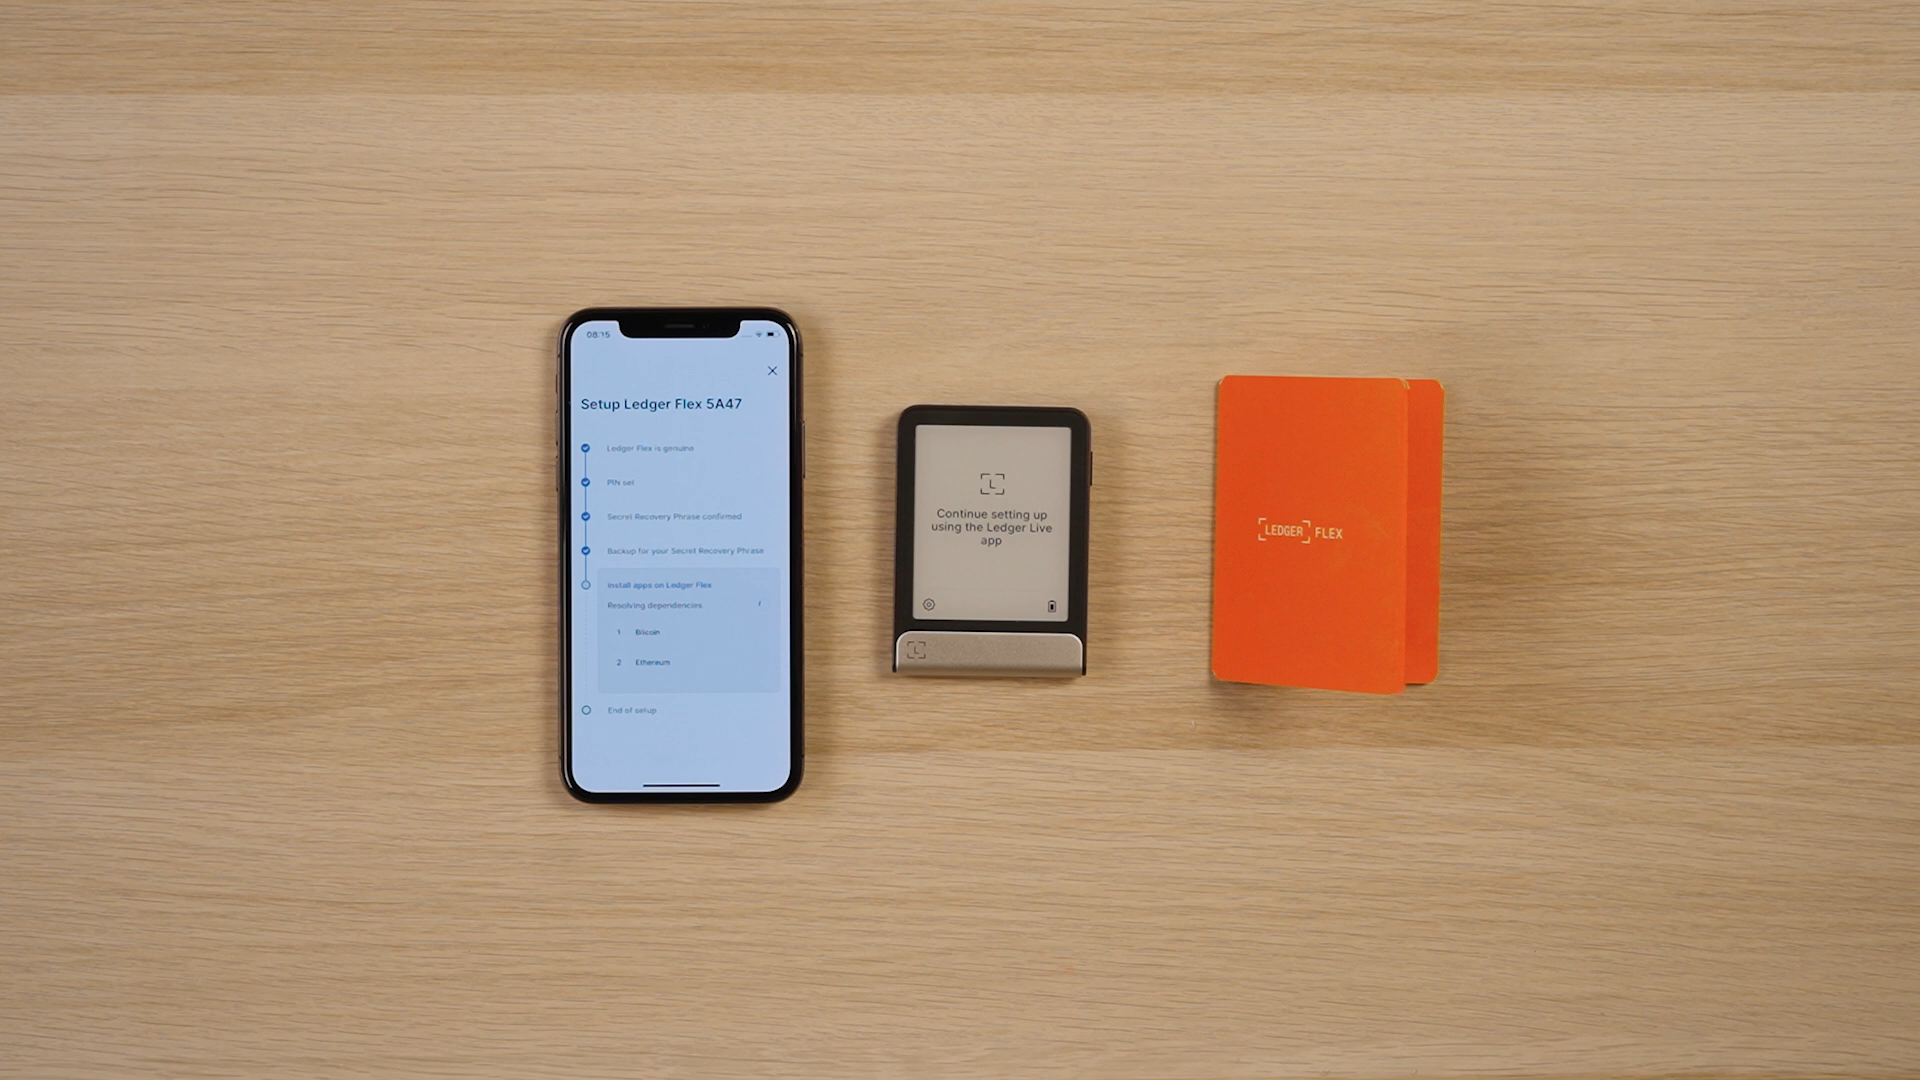 08:15
Setup Ledger Flex 5A47
Ledger Flex is genuine
PIN set
Secret Recovery Phrase confirmed
Backup for your Secret Recovery Phrase
Install apps on Ledger Flex
Resolving dependencies
1 Bitcoin
2 Ethereum
End of setup
Continue setting up
using the Ledger Live
app
LEDGER FLEX